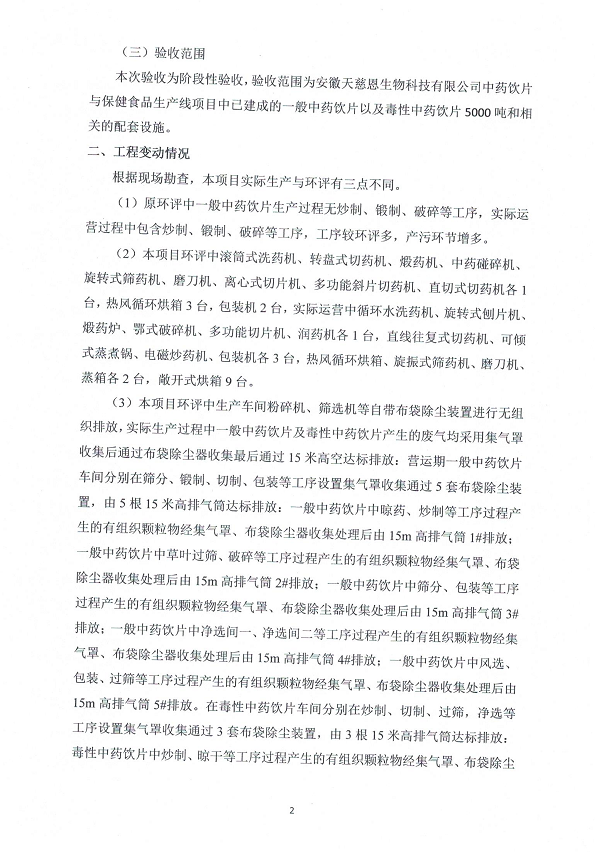 （三）验收范围
本次验收为阶段性验收，验收范围为安徽天慈恩生物科技有限公司中药饮片
与保健食品生产线项目中已建成的一般中药饮片以及毒性中药饮片 5000 吨和相
关的配套设施。
二、工程变动情况
根据现场勘查，本项目实际生产与环评有三点不同。
（1）原环评中一般中药饮片生产过程无炒制、锻制、破碎等工序，实际运
营过程中包含炒制、锻制、破碎等工序，工序较环评多，产污环节增多。
（2）本项目环评中滚筒式洗药机、转盘式切药机、煅药机、中药碰碎机、
旋转式筛药机、磨刀机、离心式切片机、多功能斜片切药机、直切式切药机各 1
台，热风循环烘箱 3 台，包装机 2 台，实际运营中循环水洗药机、旋转式刨片机、
煅药炉、鄂式破碎机、多功能切片机、润药机各 1 台，直线往复式切药机、可倾
式蒸煮锅、电磁炒药机、包装机各 3 台，热风循环烘箱、旋振式筛药机、磨刀机、
蒸箱各 2 台，敞开式烘箱 9 台。
（3）本项目环评中生产车间粉碎机、筛选机等自带布袋除尘装置进行无组
织排放，实际生产过程中一般中药饮片及毒性中药饮片产生的废气均采用集气罩
收集后通过布袋除尘器收集最后通过 15 米高空达标排放：营运期一般中药饮片
车间分别在筛分、锻制、切制、包装等工序设置集气罩收集通过 5 套布袋除尘装
置，由 5 根 15 米高排气筒达标排放：一般中药饮片中晾药、炒制等工序过程产
生的有组织颗粒物经集气罩、布袋除尘器收集处理后由 15m 高排气筒 1#排放；
一般中药饮片中草叶过筛、破碎等工序过程产生的有组织颗粒物经集气罩、布袋
除尘器收集处理后由 15m 高排气筒 2#排放；一般中药饮片中筛分、包装等工序
过程产生的有组织颗粒物经集气罩、布袋除尘器收集处理后由 15m 高排气筒 3#
排放；一般中药饮片中净选间一、净选间二等工序过程产生的有组织颗粒物经集
气罩、布袋除尘器收集处理后由 15m 高排气筒 4#排放；一般中药饮片中风选、
包装、过筛等工序过程产生的有组织颗粒物经集气罩、布袋除尘器收集处理后由
15m 高排气筒 5#排放。在毒性中药饮片车间分别在炒制、切制、过筛，净选等
工序设置集气罩收集通过 3 套布袋除尘装置，由 3 根 15 米高排气筒达标排放：
毒性中药饮片中炒制、晾干等工序过程产生的有组织颗粒物经集气罩、布袋除尘
2